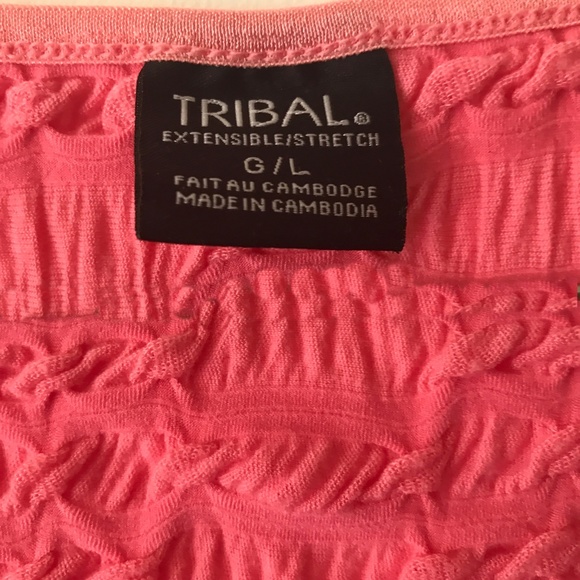 TRIBAL®
EXTENSIBLE/STRETCH
G/L
FAIT AU CAMBODGE
MADE IN CAMBODIA